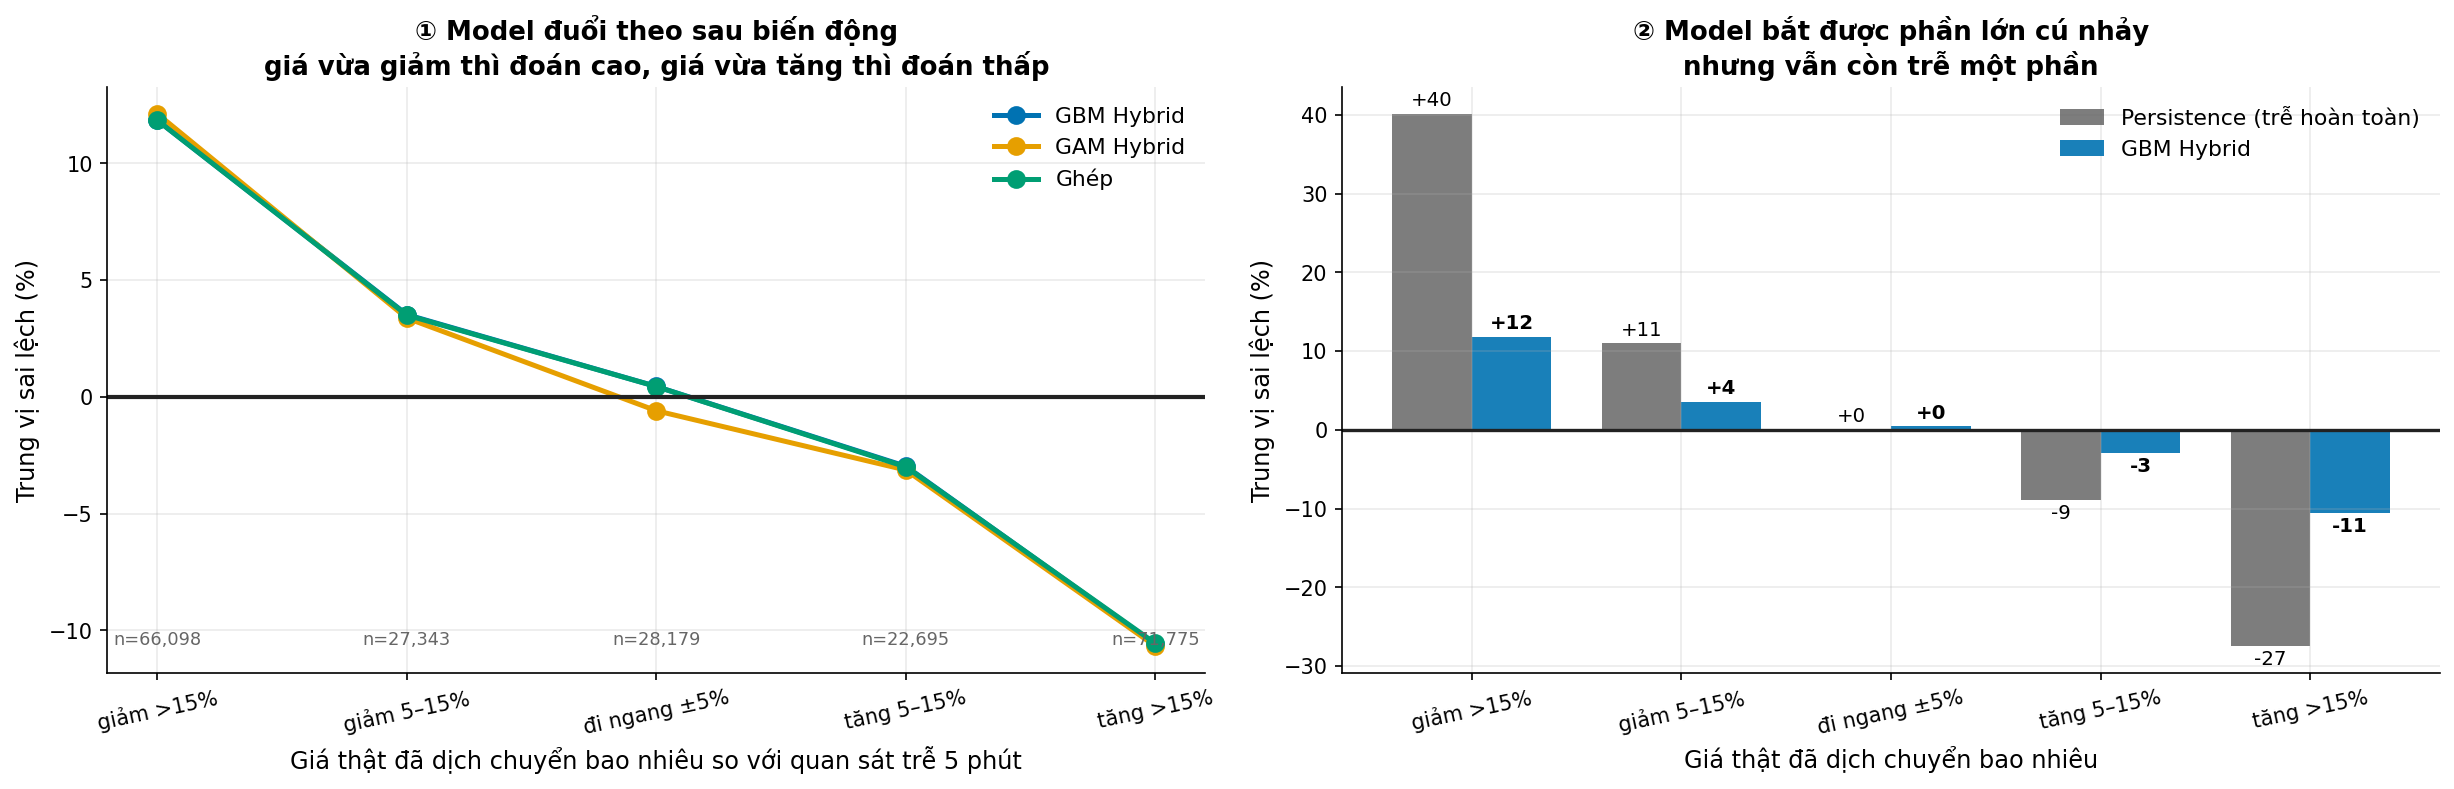 ① Model đuổi theo sau biến động
giá vừa giảm thì đoán cao, giá vừa tăng thì đoán thấp
Trung vị sai lệch (%)
10
5
0
−5
−10
GBM Hybrid
GAM Hybrid
Ghép
n=66,098
n=27,343
n=28,179
n=22,695
giảm >15%
giảm 5–15%
đi ngang ±5%
tăng 5–15%
tăng >15%
Giá thật đã dịch chuyển bao nhiêu so với quan sát trễ 5 phút
② Model bắt được phần lớn cú nhảy
nhưng vẫn còn trễ một phần
Trung vị sai lệch (%)
40
30
20
10
0
−10
−20
−30
Persistence (trễ hoàn toàn)
GBM Hybrid
+40
+12
+11
+4
+0
+0
-9
-3
-27
-11
giảm >15%
giảm 5–15%
đi ngang ±5%
tăng 5–15%
tăng >15%
Giá thật đã dịch chuyển bao nhiêu